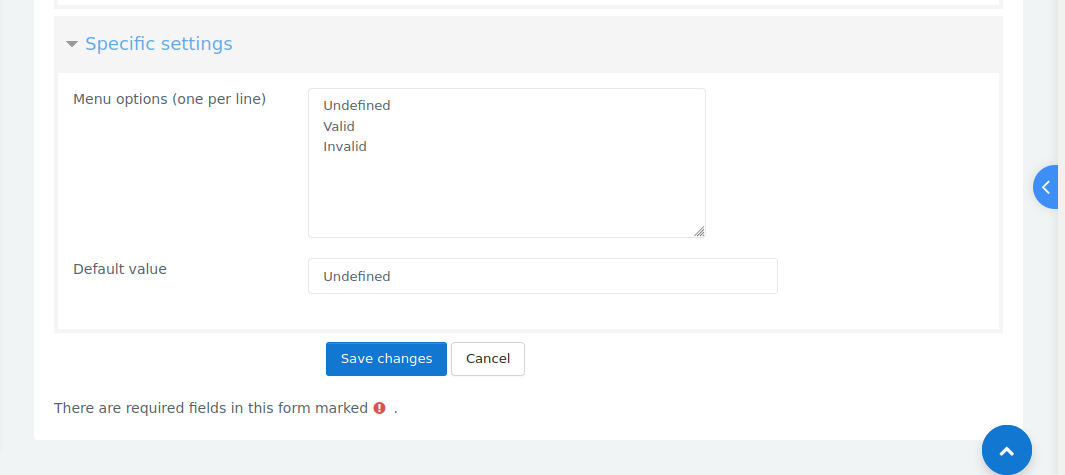 Specific settings
Menu options (one per line)
Undefined
Valid
Invalid
Default value
Undefined
Save changes
Cancel
There are required fields in this form marked .